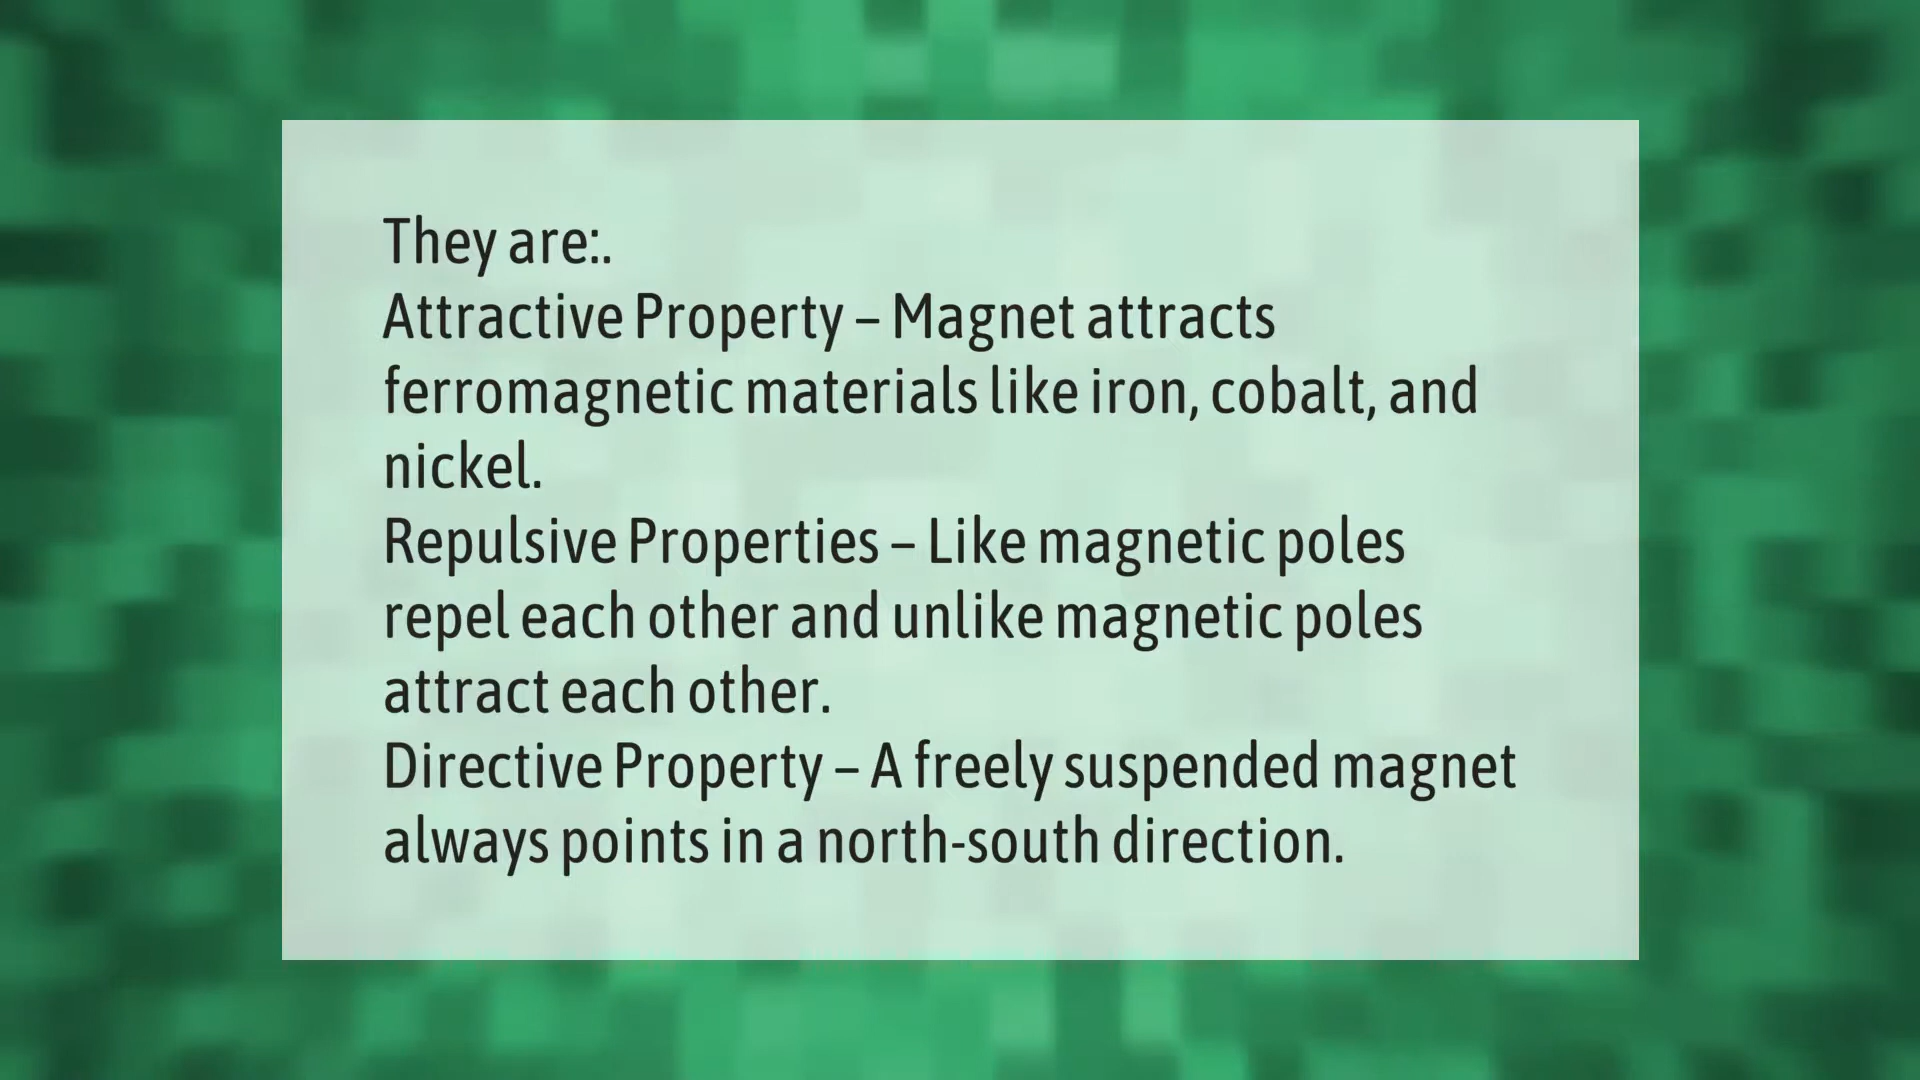 They are:.
Attractive Property – Magnet attracts
ferromagnetic materials like iron, cobalt, and
nickel.
Repulsive Properties – Like magnetic poles
repel each other and unlike magnetic poles
attract each other.
Directive Property – A freely suspended magnet
always points in a north-south direction.